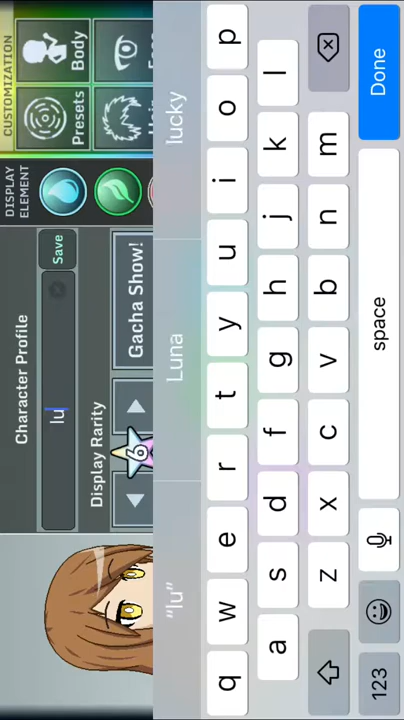 Character Profile
CUSTOMIZATION
lu
Save
DISPLAY
ELEMENT
Presets
Body
Display Rarity
6
Gacha Show!
"lu"
Luna
lucky
q w e r t y u i o p
a s d f g h j k l
z x c v b n m
123
space
Done